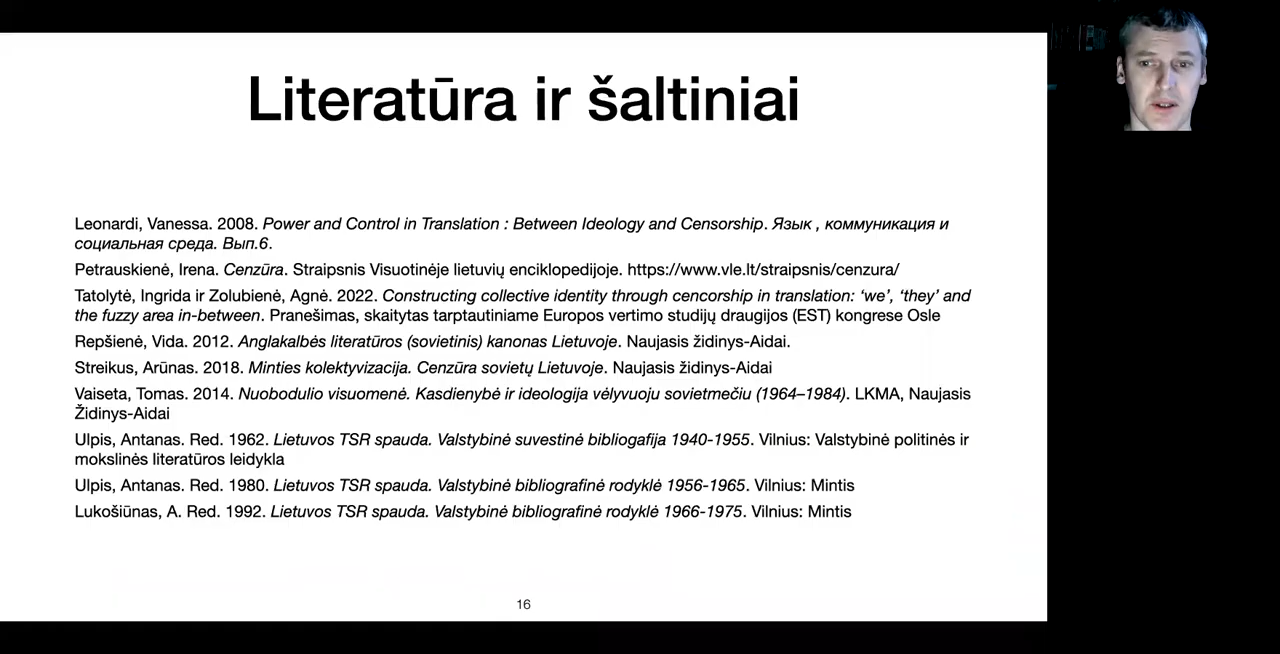 Literatūra ir šaltiniai
Leonardi, Vanessa. 2008. Power and Control in Translation : Between Ideology and Censorship. Язык , коммуникация и
социальная среда. Вып.6.
Petrauskienė, Irena. Cenzūra. Straipsnis Visuotinėje lietuvių enciklopedijoje. https://www.vle.lt/straipsnis/cenzura/
Tatolytė, Ingrida ir Zolubienė, Agnė. 2022. Constructing collective identity through cencorship in translation: ‘we’, ‘they’ and
the fuzzy area in-between. Pranešimas, skaitytas tarptautiniame Europos vertimo studijų draugijos (EST) kongrese Osle
Repšienė, Vida. 2012. Anglakalbės literatūros (sovietinis) kanonas Lietuvoje. Naujasis židinys-Aidai.
Streikus, Arūnas. 2018. Minties kolektyvizacija. Cenzūra sovietų Lietuvoje. Naujasis židinys-Aidai
Vaiseta, Tomas. 2014. Nuobodulio visuomenė. Kasdienybė ir ideologija vėlyvuoju sovietmečiu (1964–1984). LKMA, Naujasis
Židinys-Aidai
Ulpis, Antanas. Red. 1962. Lietuvos TSR spauda. Valstybinė suvestinė bibliogafija 1940-1955. Vilnius: Valstybinė politinės ir
mokslinės literatūros leidykla
Ulpis, Antanas. Red. 1980. Lietuvos TSR spauda. Valstybinė bibliografinė rodyklė 1956-1965. Vilnius: Mintis
Lukošiūnas, A. Red. 1992. Lietuvos TSR spauda. Valstybinė bibliografinė rodyklė 1966-1975. Vilnius: Mintis
16